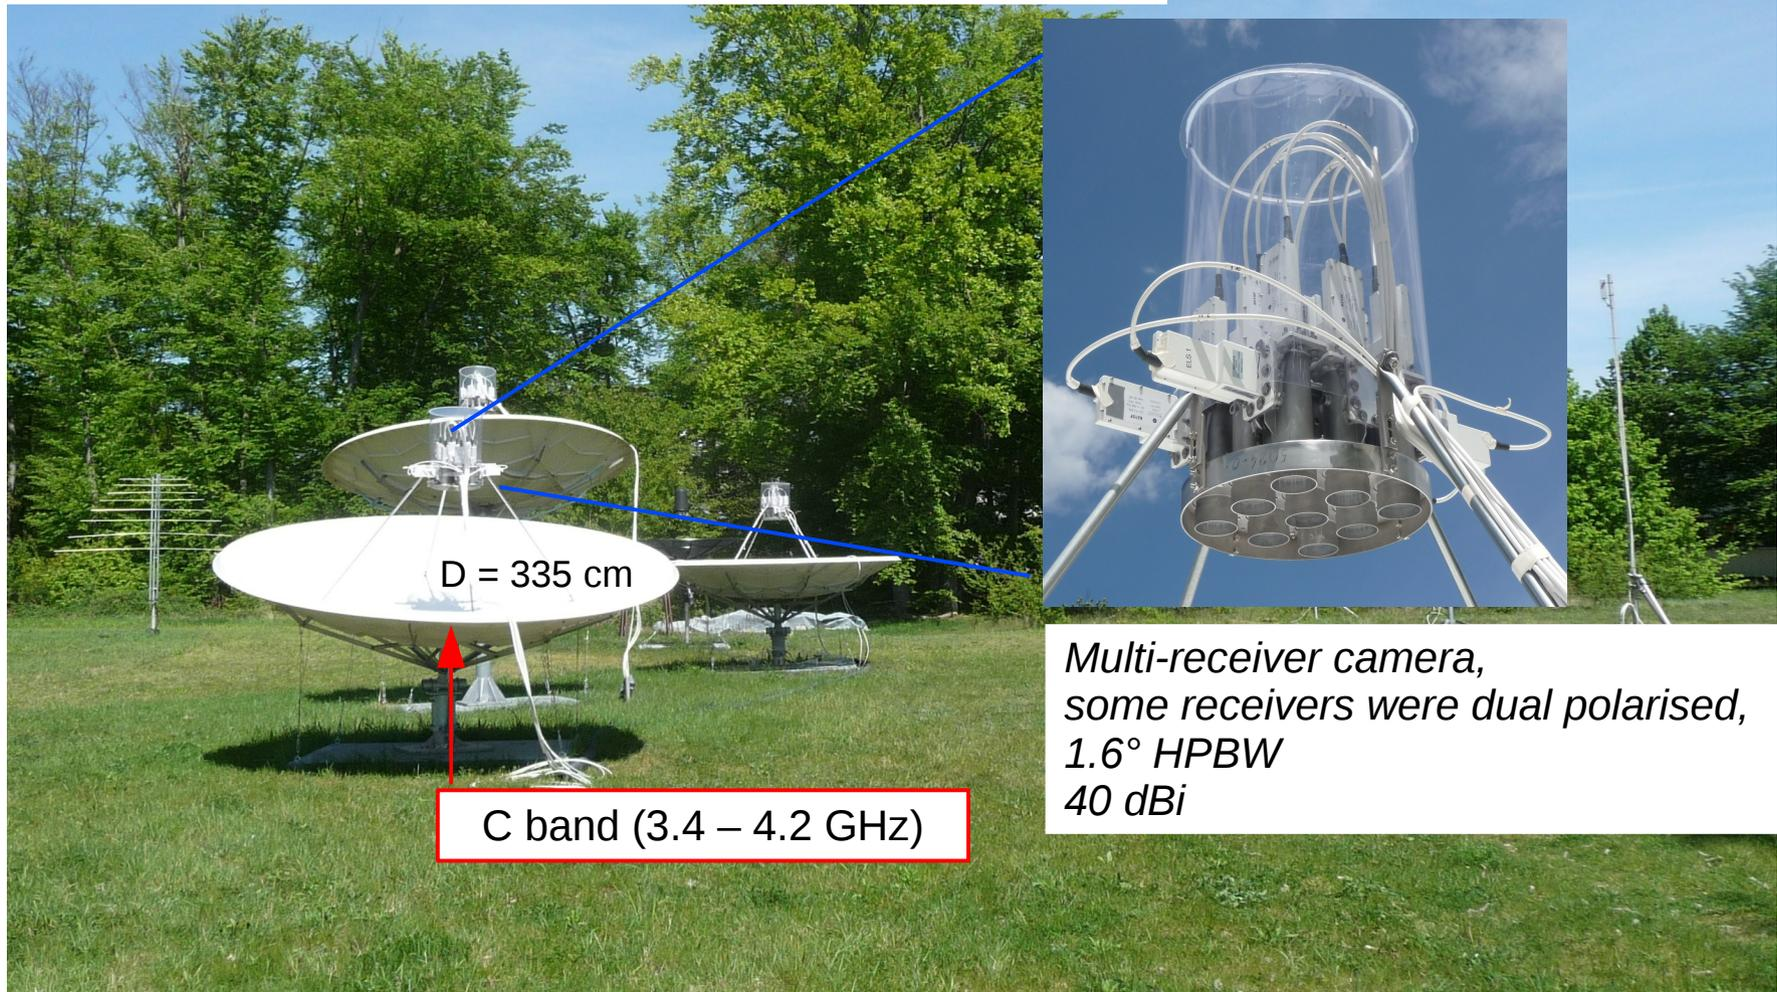 D = 335 cm
C band (3.4 – 4.2 GHz)
Multi-receiver camera,
some receivers were dual polarised,
1.6° HPBW
40 dBi